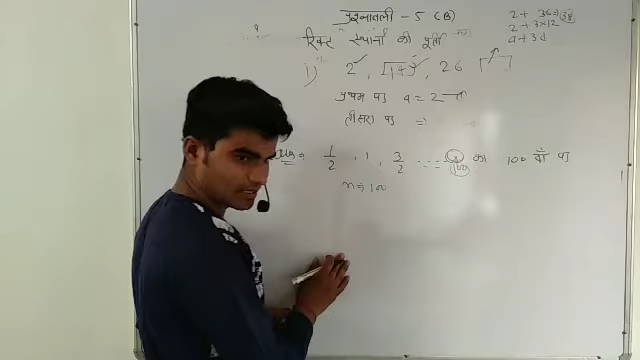 प्रश्नावली - 5 (B)
रिक्त स्थानों की पूर्ति
i) 2, 14, 26
प्रथम पद a = 2
तीसरा पद =
1/2, 1, 3/2 ... का 100 वाँ पद
n = 100
2 + 36 = 38
2 + 3×12
a + 3d